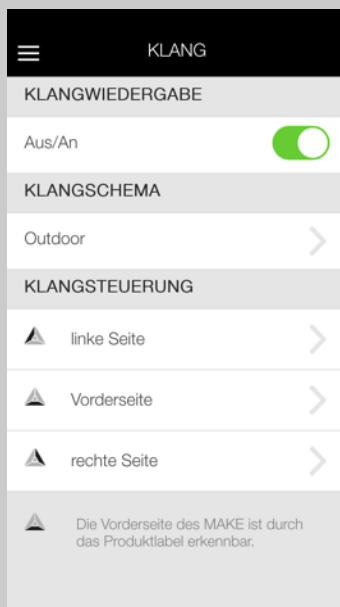 KLANG
KLANGWIEDERGABE
Aus/An
KLANGSCHEMA
Outdoor
KLANGSTEUERUNG
linke Seite
Vorderseite
rechte Seite
Die Vorderseite des MAKE ist durch
das Produktlabel erkennbar.